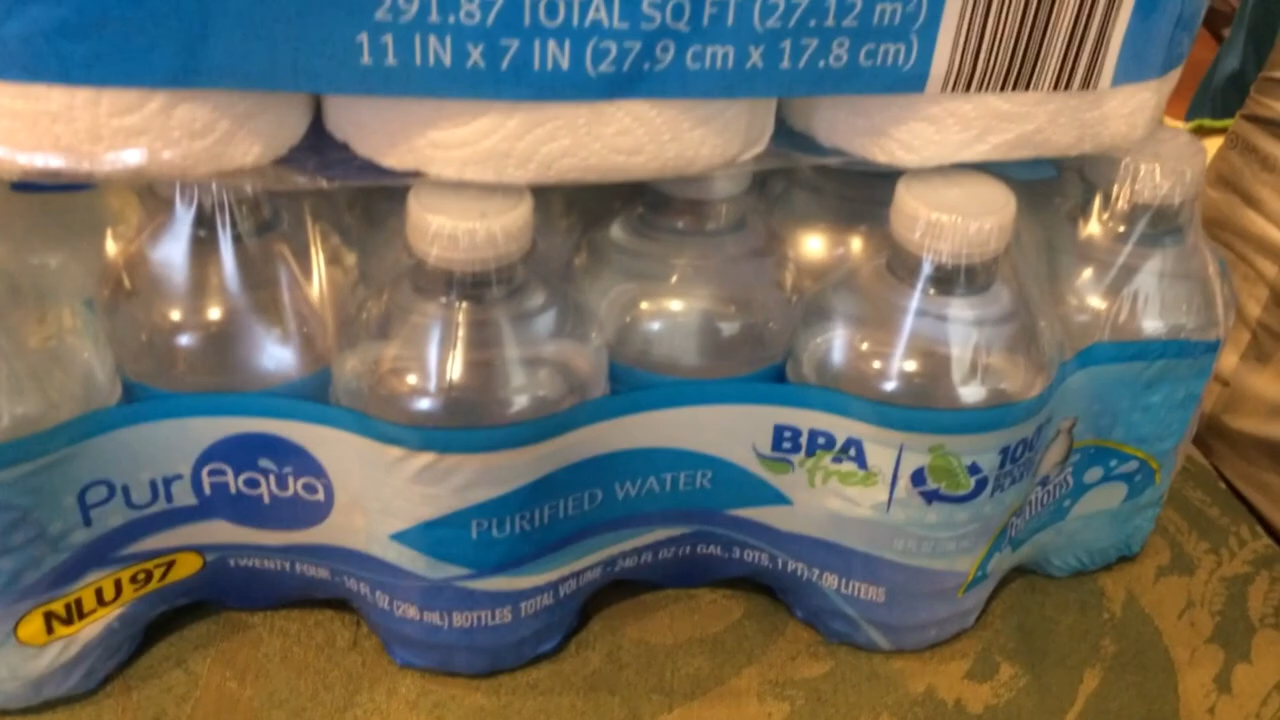 291.87 TOTAL SQ FT (27.12 m²)
11 IN x 7 IN (27.9 cm x 17.8 cm)
PurAqua
PURIFIED WATER
BPA
free
100%
NLU 97
TWENTY FOUR - 10 FL OZ (296 mL) BOTTLES TOTAL VOLUME - 240 FL OZ (1 GAL, 3 QTS, 1 PT) 7.09 LITERS